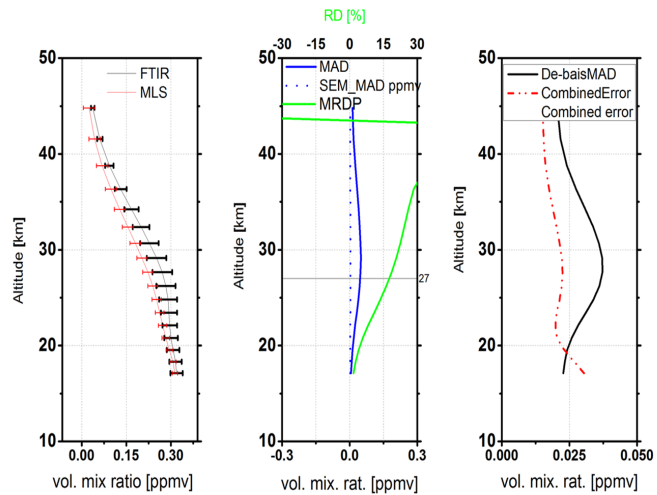 RD [%]
-30 -15 0 15 30
50
40
30
20
10
Altitude [km]
FTIR
MLS
0.00 0.15 0.30
vol. mix ratio [ppmv]
50
40
30
20
10
Altitude [km]
MAD
SEM_MAD ppmv
MRDP
27
-0.3 0.0 0.3
vol. mix. rat. [ppmv]
50
40
30
20
10
Altitude [km]
De-baisMAD
CombinedError
Combined error
0.000 0.025 0.050
vol. mix. rat. [ppmv]